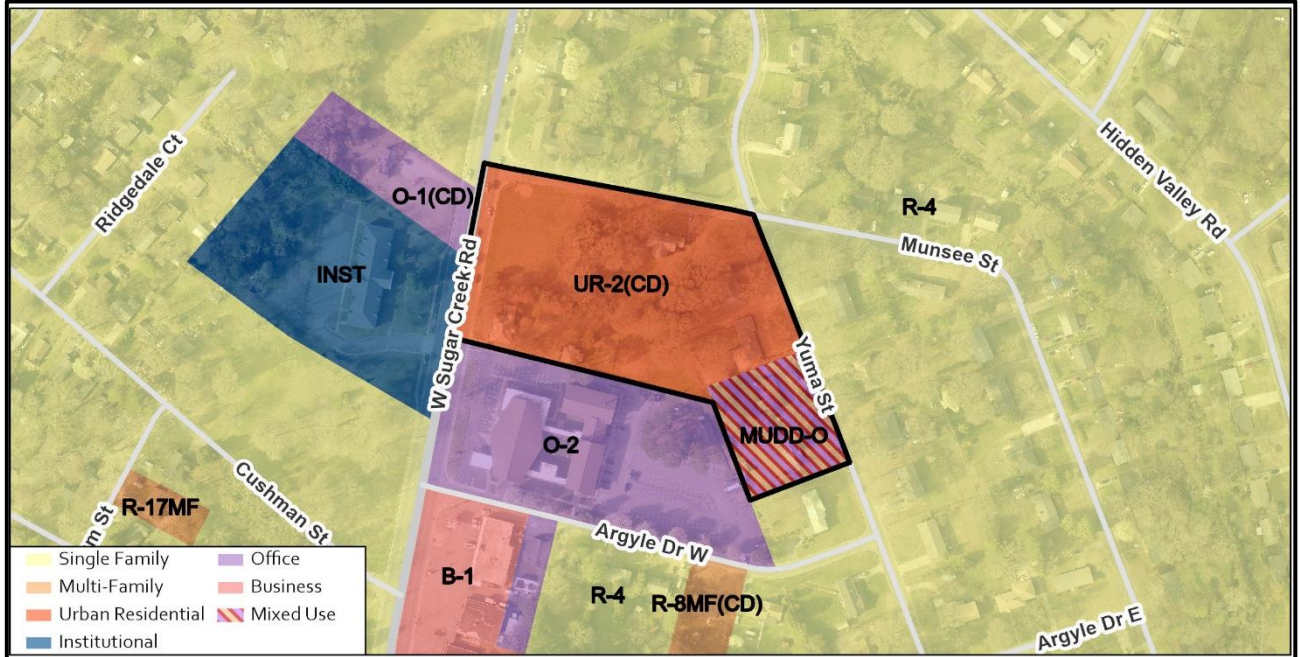 Ridgedale Ct
O-1(CD)
Hidden Valley Rd
R-4
Munsee St
INST
W Sugar Creek Rd
UR-2(CD)
Yuma St
MUDD-O
O-2
Cushman St
R-17MF
m St
Argyle Dr W
B-1
R-4
R-8MF(CD)
Argyle Dr E
Single Family
Multi-Family
Urban Residential
Institutional
Office
Business
Mixed Use